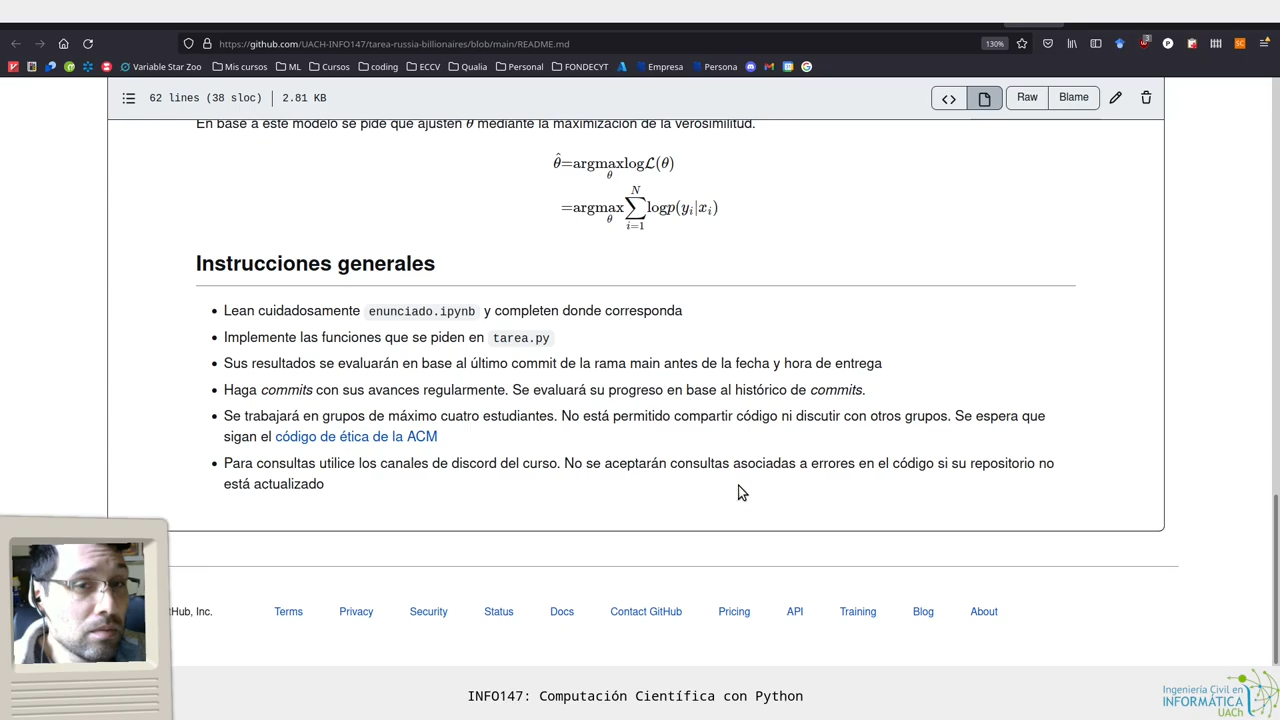 https://github.com/UACH-INFO147/tarea-russia-billionaires/blob/main/README.md
130%
Variable Star Zoo Mis cursos ML Cursos coding ECCV Qualia Personal FONDECYT Empresa Persona
62 lines (38 sloc) 2.81 KB
Raw Blame
En base a este modelo se pide que ajusten θ mediante la maximización de la verosimilitud.
θ̂=argmax log ℒ(θ)
θ
N
=argmax ∑ log p(y_i|x_i)
θ
i=1
Instrucciones generales
Lean cuidadosamente enunciado.ipynb y completen donde corresponda
Implemente las funciones que se piden en tarea.py
Sus resultados se evaluarán en base al último commit de la rama main antes de la fecha y hora de entrega
Haga commits con sus avances regularmente. Se evaluará su progreso en base al histórico de commits.
Se trabajará en grupos de máximo cuatro estudiantes. No está permitido compartir código ni discutir con otros grupos. Se espera que
sigan el código de ética de la ACM
Para consultas utilice los canales de discord del curso. No se aceptarán consultas asociadas a errores en el código si su repositorio no
está actualizado
tHub, Inc. Terms Privacy Security Status Docs Contact GitHub Pricing API Training Blog About
INFO147: Computación Científica con Python
Ingeniería Civil en
INFORMÁTICA
UACh